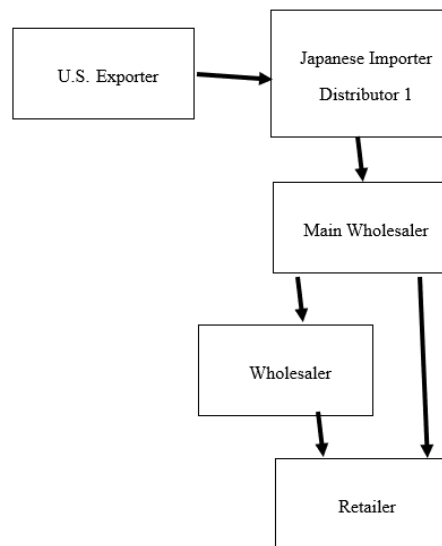 U.S. Exporter
Japanese Importer
Distributor 1
Main Wholesaler
Wholesaler
Retailer